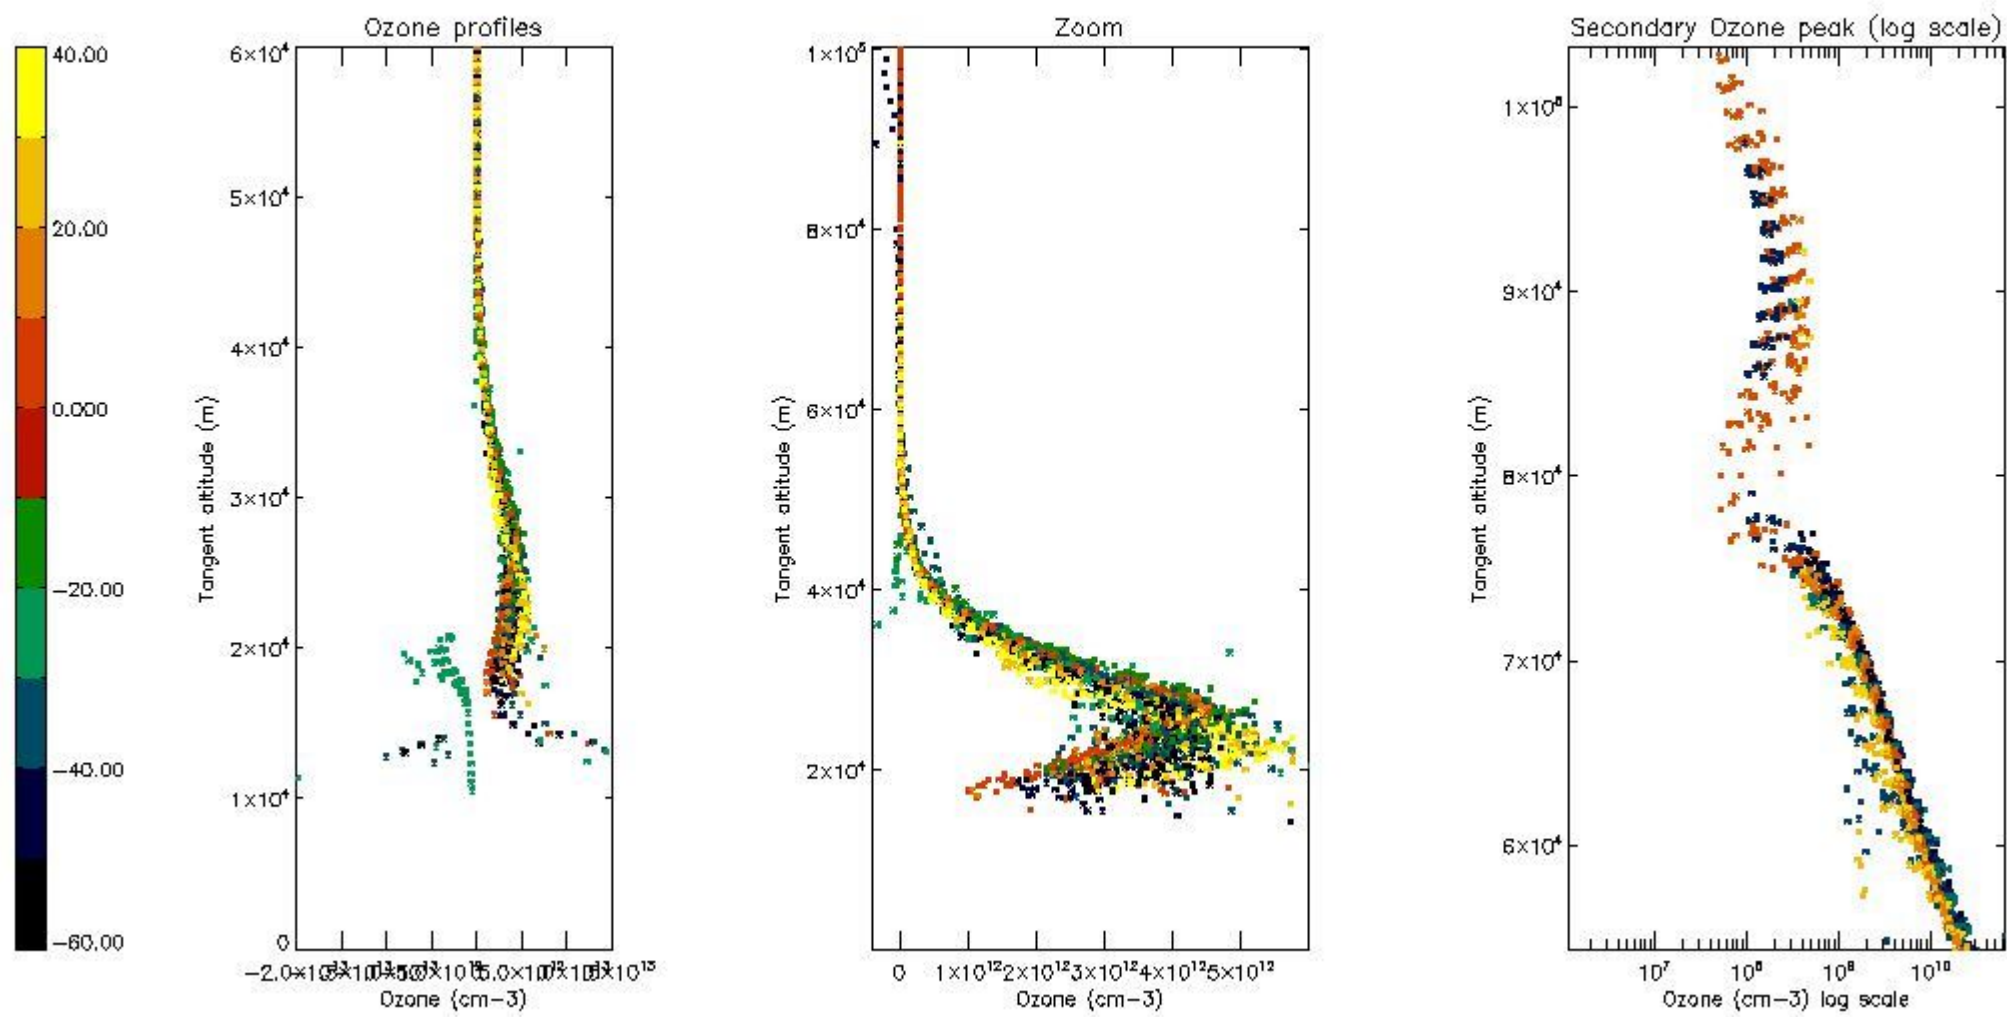 Ozone profiles
Zoom
Secondary Ozone peak (log scale)
40.00
20.00
0.000
−20.00
−40.00
−60.00
6×10⁴
5×10⁴
4×10⁴
3×10⁴
2×10⁴
1×10⁴
0
Tangent altitude (m)
Ozone (cm−3)
1×10⁵
8×10⁴
6×10⁴
4×10⁴
2×10⁴
Tangent altitude (m)
0 1×10¹² 2×10¹² 3×10¹² 4×10¹² 5×10¹²
Ozone (cm−3)
9×10⁴
8×10⁴
7×10⁴
6×10⁴
Tangent altitude (m)
10⁷ 10⁸ 10⁹ 10¹⁰
Ozone (cm−3) log scale